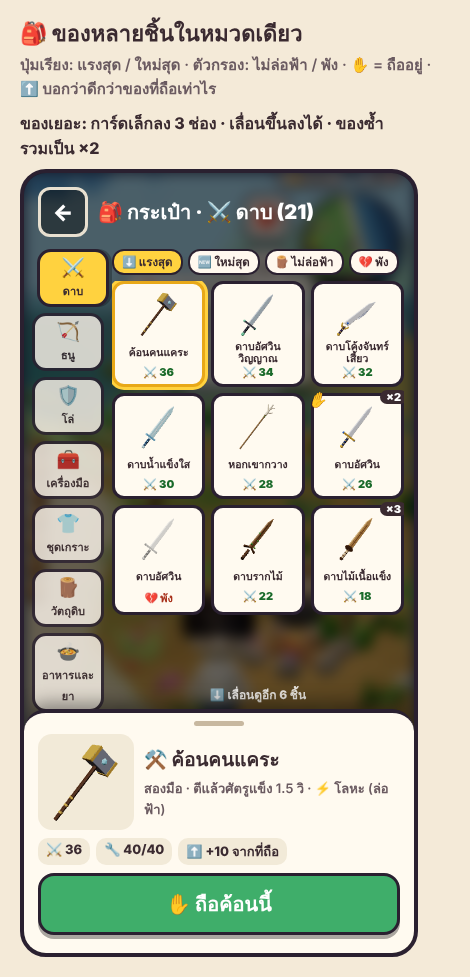 🎒 ของหลายชิ้นในหมวดเดียว
ปุ่มเรียง: แรงสุด / ใหม่สุด · ตัวกรอง: ไม่ล่อฟ้า / พัง · ✋ = ถืออยู่ ·
⬆️ บอกว่าดีกว่าของที่ถือเท่าไร
ของเยอะ: การ์ดเล็กลง 3 ช่อง · เลื่อนขึ้นลงได้ · ของซ้ำ
รวมเป็น ×2
← 🎒 กระเป๋า · ⚔️ ดาบ (21)
⬇️ แรงสุด 🆕 ใหม่สุด 🪵 ไม่ล่อฟ้า 💔 พัง
ดาบ
ธนู
โล่
เครื่องมือ
ชุดเกราะ
วัตถุดิบ
อาหารและ
ยา
ค้อนคนแคระ
⚔️ 36
ดาบอัศวิน
วิญญาณ
⚔️ 34
ดาบโค้งจันทร์
เสี้ยว
⚔️ 32
ดาบน้ำแข็งใส
⚔️ 30
หอกเขากวาง
⚔️ 28
×2
ดาบอัศวิน
⚔️ 26
ดาบอัศวิน
💔 พัง
ดาบรากไม้
⚔️ 22
×3
ดาบไม้เนื้อแข็ง
⚔️ 18
⬇️ เลื่อนดูอีก 6 ชิ้น
⚒️ ค้อนคนแคระ
สองมือ · ตีแล้วศัตรูแข็ง 1.5 วิ · ⚡ โลหะ (ล่อ
ฟ้า)
⚔️ 36 🔧 40/40 ⬆️ +10 จากที่ถือ
✋ ถือค้อนนี้